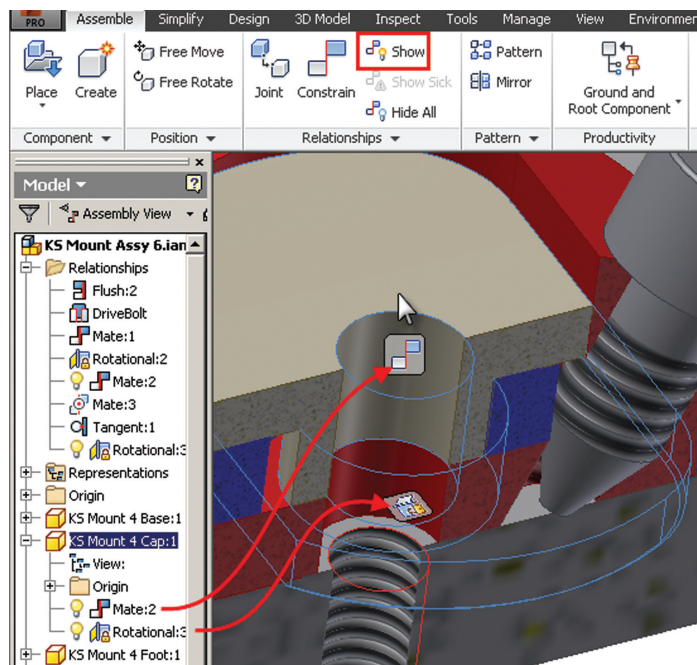 PRO
Assemble Simplify Design 3D Model Inspect Tools Manage View Environmen
Place
Create
Free Move
Free Rotate
Joint
Constrain
Show
Show Sick
Hide All
Pattern
Mirror
Ground and
Root Component
Component Position Relationships Pattern Productivity
Model
Assembly View
KS Mount Assy 6.iam
Relationships
Flush:2
DriveBolt
Mate:1
Rotational:2
Mate:2
Mate:3
Tangent:1
Rotational:3
Representations
Origin
KS Mount 4 Base:1
KS Mount 4 Cap:1
View:
Origin
Mate:2
Rotational:3
KS Mount 4 Foot:1